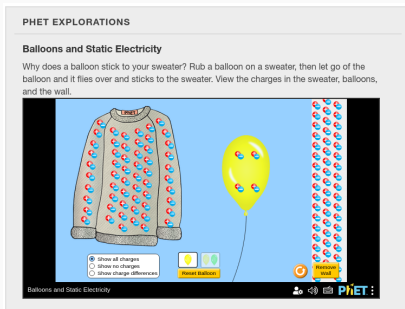 PHET EXPLORATIONS
Balloons and Static Electricity
Why does a balloon stick to your sweater? Rub a balloon on a sweater, then let go of the
balloon and it flies over and sticks to the sweater. View the charges in the sweater, balloons,
and the wall.
PHET
Show all charges
Show no charges
Show charge differences
Reset Balloon
Remove
Wall
Balloons and Static Electricity
PhET